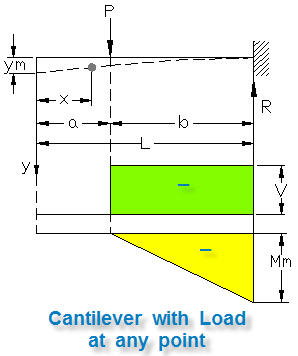 P
ym
x
R
a
b
L
y
–
V
–
Mm
Cantilever with Load
at any point